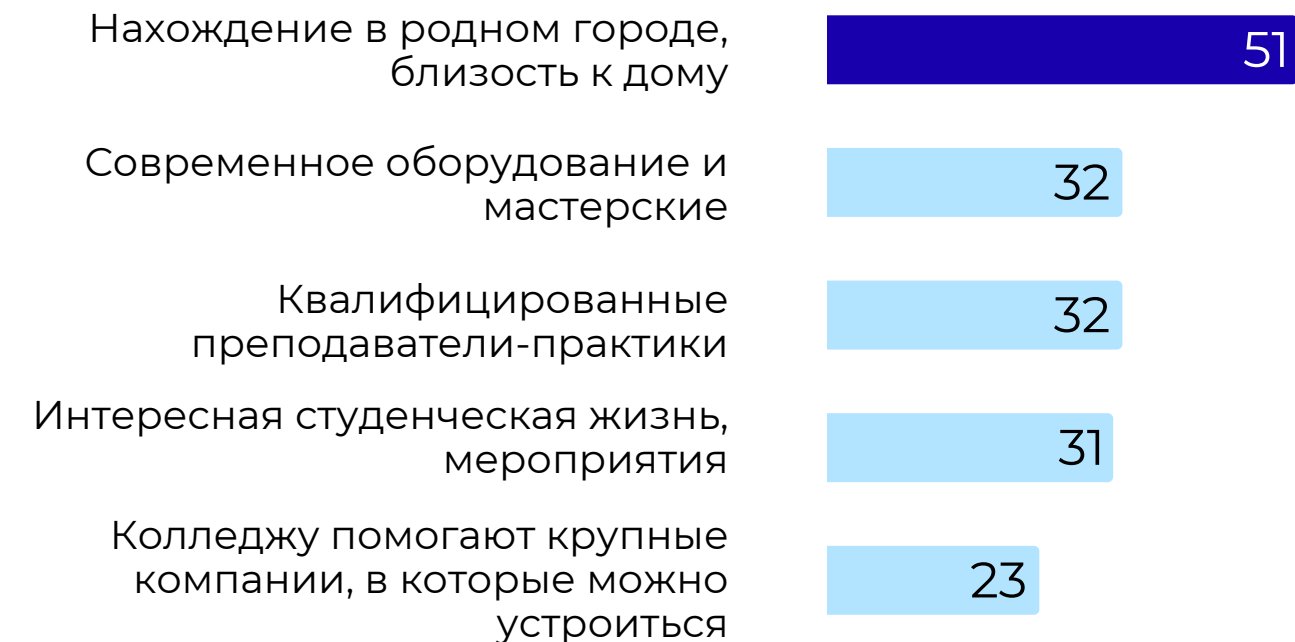 Нахождение в родном городе,
близость к дому
51
Современное оборудование и
мастерские
32
Квалифицированные
преподаватели-практики
32
Интересная студенческая жизнь,
мероприятия
31
Колледжу помогают крупные
компании, в которые можно
устроиться
23